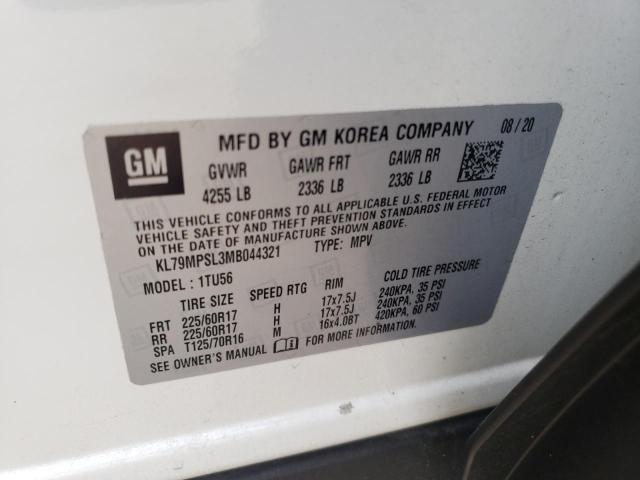 GM
MFD BY GM KOREA COMPANY 08/20
GVWR GAWR FRT GAWR RR
4255 LB 2336 LB 2336 LB
THIS VEHICLE CONFORMS TO ALL APPLICABLE U.S. FEDERAL MOTOR
VEHICLE SAFETY AND THEFT PREVENTION STANDARDS IN EFFECT
ON THE DATE OF MANUFACTURE SHOWN ABOVE.
KL79MPSL3MB044321 TYPE: MPV
MODEL : 1TU56
TIRE SIZE SPEED RTG RIM COLD TIRE PRESSURE
FRT 225/60R17 H 17x7.5J 240KPA, 35 PSI
RR 225/60R17 H 17x7.5J 240KPA, 35 PSI
SPA T125/70R16 M 16x4.0BT 420KPA, 60 PSI
SEE OWNER'S MANUAL FOR MORE INFORMATION.